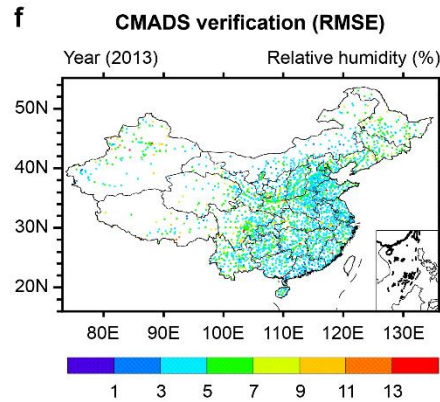 f
CMADS verification (RMSE)
Year (2013) Relative humidity (%)
50N
40N
30N
20N
80E 90E 100E 110E 120E 130E
1 3 5 7 9 11 13